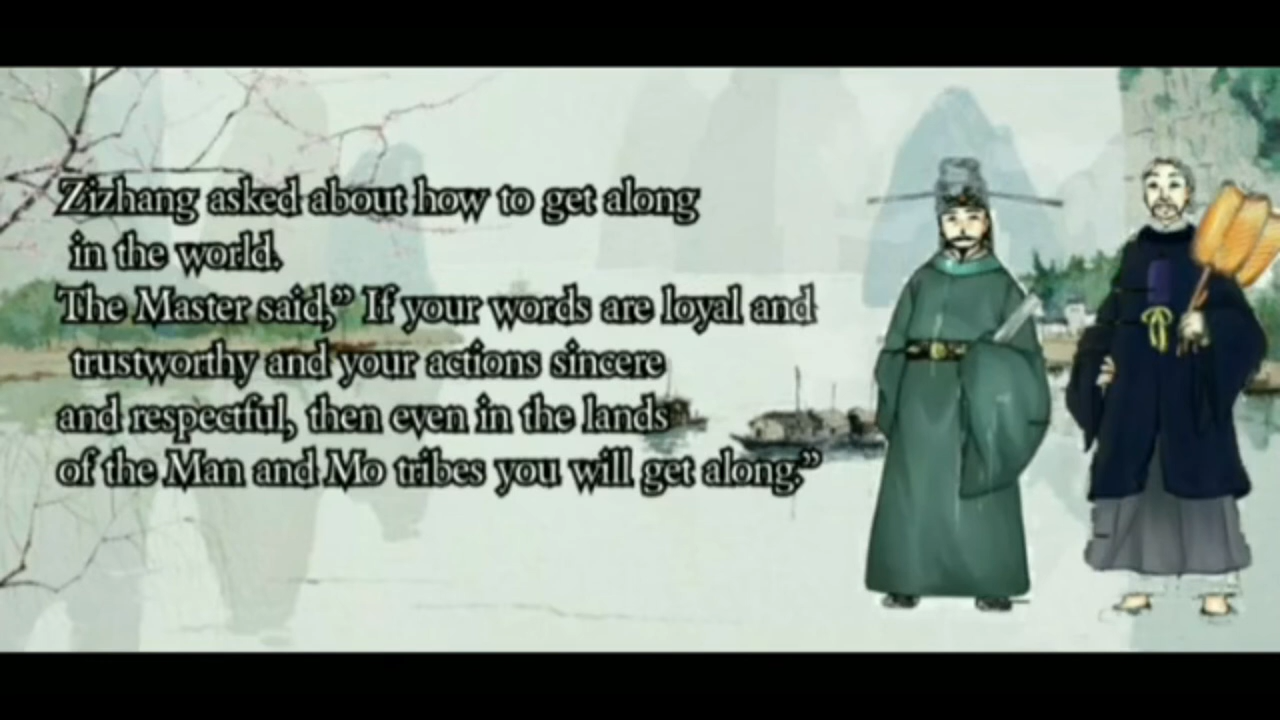 Zizhang asked about how to get along
in the world.
The Master said,” If your words are loyal and
trustworthy and your actions sincere
and respectful, then even in the lands
of the Man and Mo tribes you will get along.”